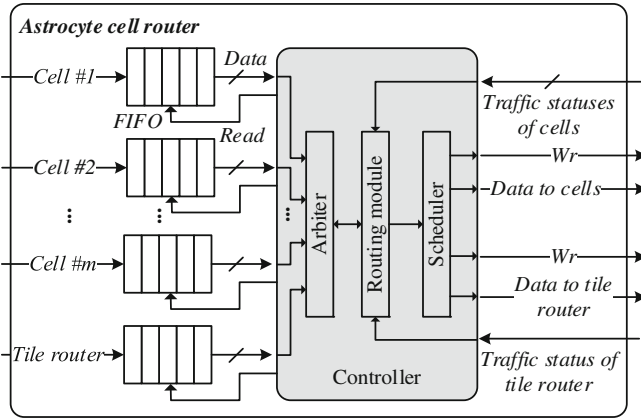 Astrocyte cell router
Cell #1
Data
FIFO
Traffic statuses
of cells
Read
Cell #2
Wr
Data to cells
...
...
...
Arbiter
Routing module
Scheduler
Cell #m
Wr
Data to tile
router
Tile router
Traffic status of
tile router
Controller